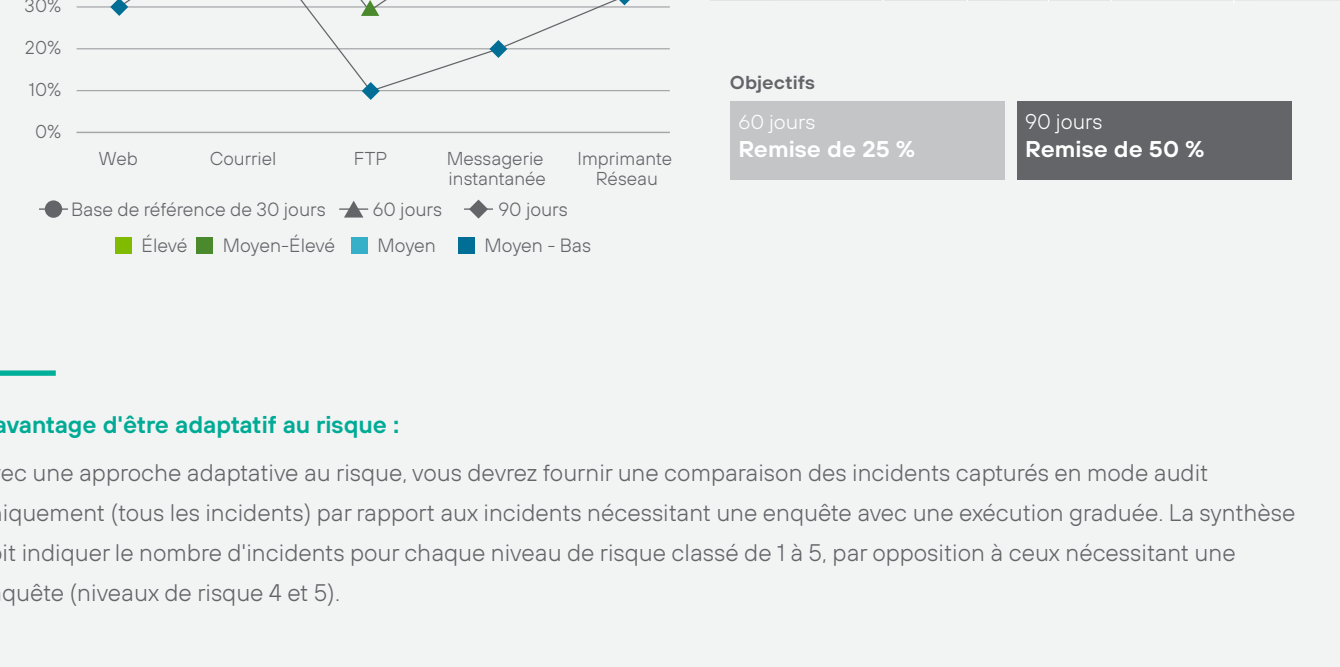 30%
20%
10%
0%
Web
Courriel
FTP
Messagerie
instantanée
Imprimante
Réseau
Base de référence de 30 jours
60 jours
90 jours
Élevé
Moyen-Élevé
Moyen
Moyen - Bas
Objectifs
60 jours
Remise de 25 %
90 jours
Remise de 50 %
avantage d'être adaptatif au risque :
ec une approche adaptative au risque, vous devrez fournir une comparaison des incidents capturés en mode audit
iquement (tous les incidents) par rapport aux incidents nécessitant une enquête avec une exécution graduée. La synthèse
it indiquer le nombre d'incidents pour chaque niveau de risque classé de 1 à 5, par opposition à ceux nécessitant une
quête (niveaux de risque 4 et 5).